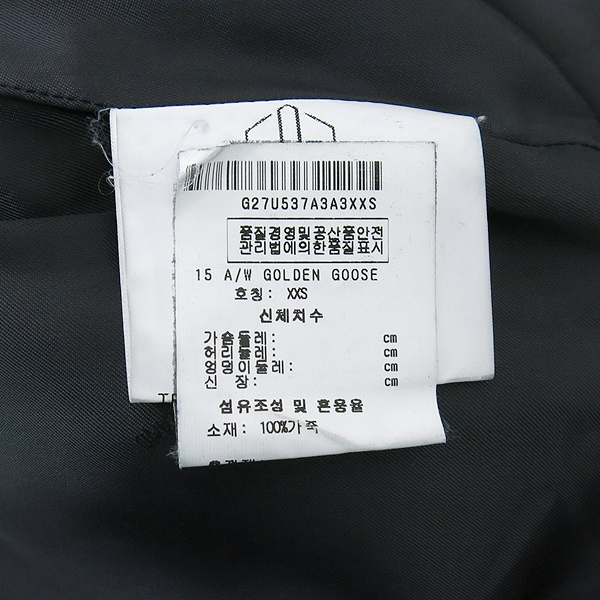 G27U537A3A3XXS
품질경영및공산품안전
관리법에의한품질표시
15 A/W GOLDEN GOOSE
호칭: XXS
신체치수
가슴둘레: cm
허리둘레: cm
엉덩이둘레: cm
신 장: cm
섬유조성 및 혼용율
소재: 100%가죽